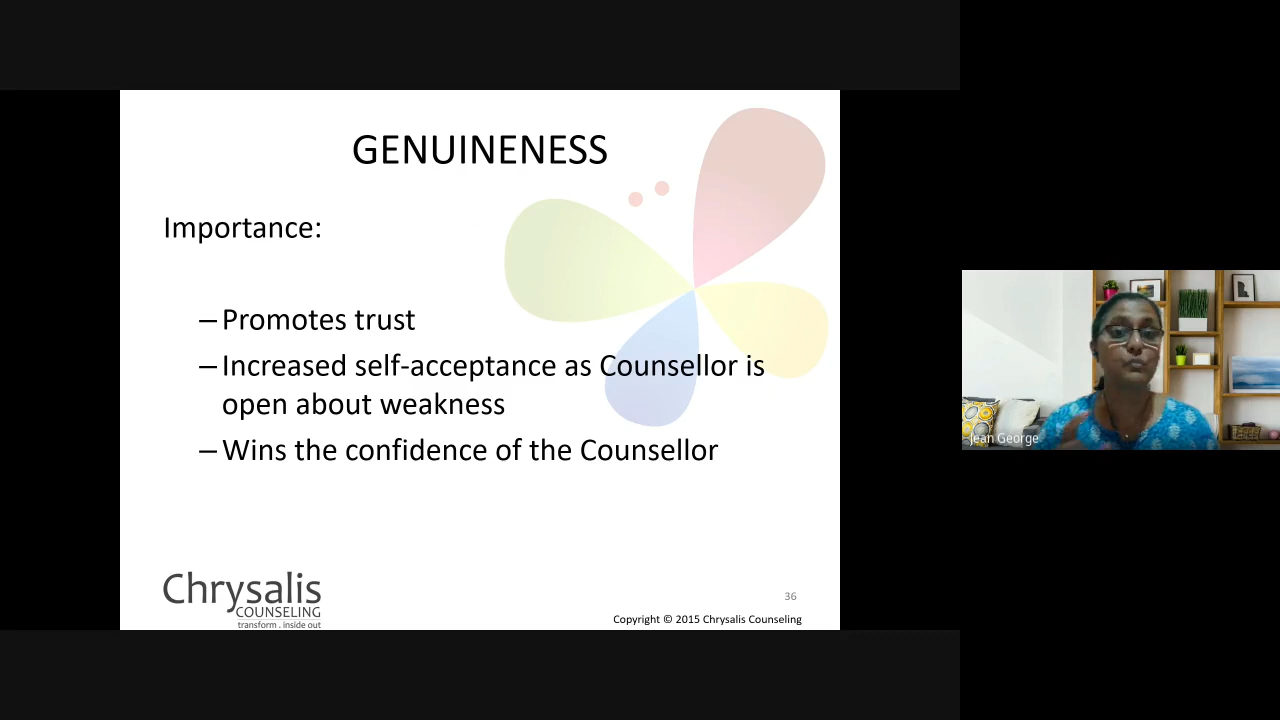 GENUINENESS
Importance:
– Promotes trust
– Increased self-acceptance as Counsellor is
open about weakness
– Wins the confidence of the Counsellor
Chrysalis
COUNSELING
transform . inside out
36
Copyright © 2015 Chrysalis Counseling
Jean George